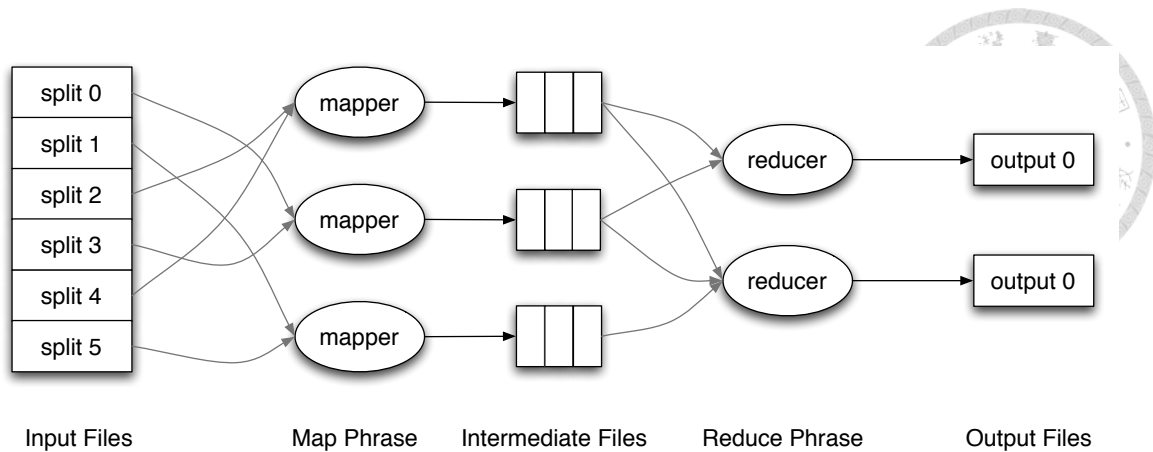 split 0
split 1
split 2
split 3
split 4
split 5
mapper
mapper
mapper
reducer
reducer
output 0
output 0
Input Files
Map Phrase
Intermediate Files
Reduce Phrase
Output Files